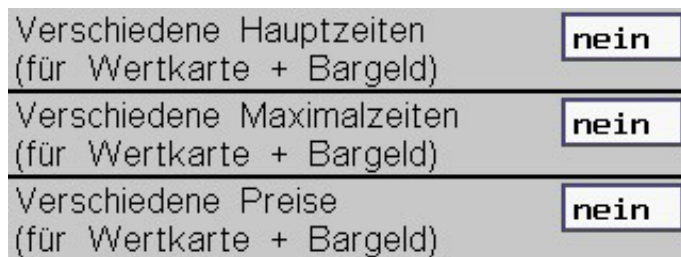 Verschiedene Hauptzeiten
(für Wertkarte + Bargeld)
nein
Verschiedene Maximalzeiten
(für Wertkarte + Bargeld)
nein
Verschiedene Preise
(für Wertkarte + Bargeld)
nein